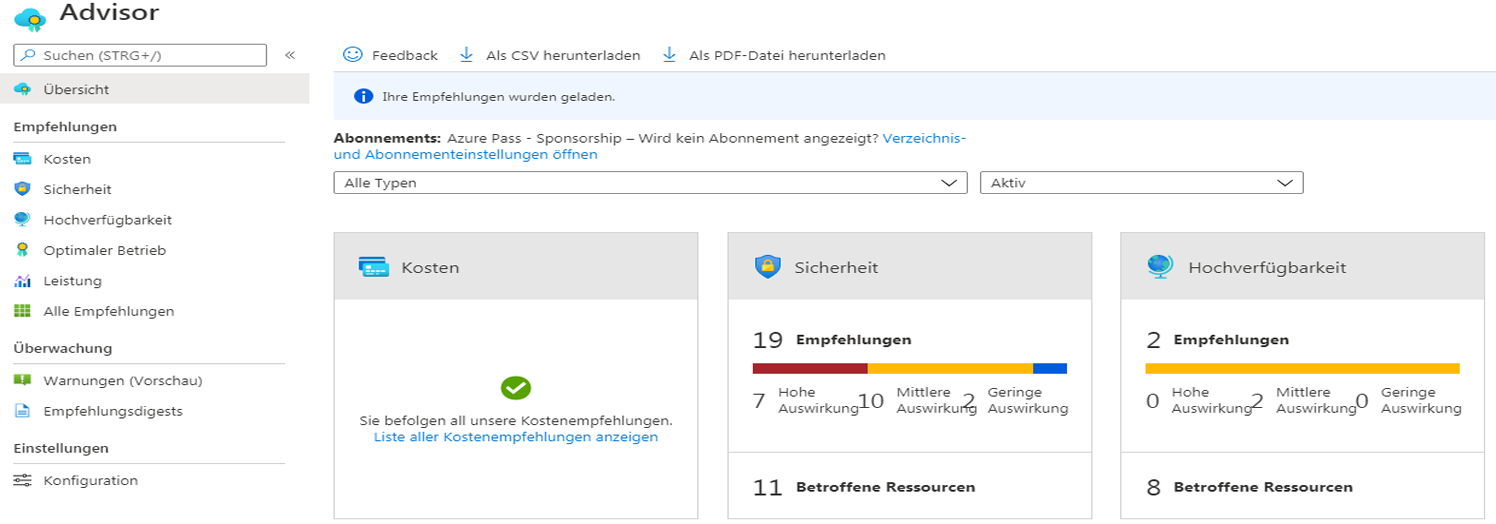 Advisor
Suchen (STRG+/)
«
Übersicht
Empfehlungen
Kosten
Sicherheit
Hochverfügbarkeit
Optimaler Betrieb
Leistung
Alle Empfehlungen
Überwachung
Warnungen (Vorschau)
Empfehlungsdigests
Einstellungen
Konfiguration
Feedback Als CSV herunterladen Als PDF-Datei herunterladen
Ihre Empfehlungen wurden geladen.
Abonnements: Azure Pass - Sponsorship – Wird kein Abonnement angezeigt? Verzeichnis-
und Abonnementeinstellungen öffnen
Alle Typen Aktiv
Kosten
Sie befolgen all unsere Kostenempfehlungen.
Liste aller Kostenempfehlungen anzeigen
Sicherheit
19 Empfehlungen
7 Hohe Auswirkung 10 Mittlere Auswirkung 2 Geringe Auswirkung
11 Betroffene Ressourcen
Hochverfügbarkeit
2 Empfehlungen
0 Hohe Auswirkung 2 Mittlere Auswirkung 0 Geringe Auswirkung
8 Betroffene Ressourcen